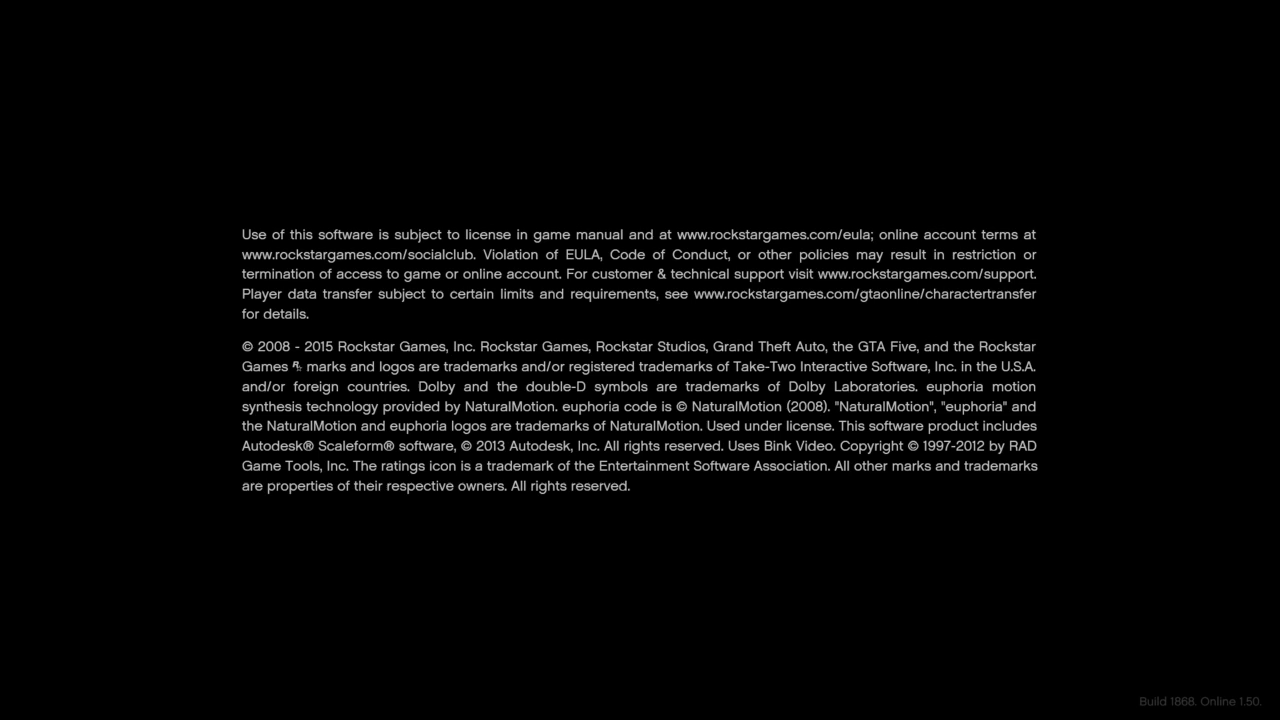 Use of this software is subject to license in game manual and at www.rockstargames.com/eula; online account terms at
www.rockstargames.com/socialclub. Violation of EULA, Code of Conduct, or other policies may result in restriction or
termination of access to game or online account. For customer & technical support visit www.rockstargames.com/support.
Player data transfer subject to certain limits and requirements, see www.rockstargames.com/gtaonline/charactertransfer
for details.
© 2008 - 2015 Rockstar Games, Inc. Rockstar Games, Rockstar Studios, Grand Theft Auto, the GTA Five, and the Rockstar
Games R* marks and logos are trademarks and/or registered trademarks of Take-Two Interactive Software, Inc. in the U.S.A.
and/or foreign countries. Dolby and the double-D symbols are trademarks of Dolby Laboratories. euphoria motion
synthesis technology provided by NaturalMotion. euphoria code is © NaturalMotion (2008). "NaturalMotion", "euphoria" and
the NaturalMotion and euphoria logos are trademarks of NaturalMotion. Used under license. This software product includes
Autodesk® Scaleform® software, © 2013 Autodesk, Inc. All rights reserved. Uses Bink Video. Copyright © 1997-2012 by RAD
Game Tools, Inc. The ratings icon is a trademark of the Entertainment Software Association. All other marks and trademarks
are properties of their respective owners. All rights reserved.
Build 1868. Online 1.50.